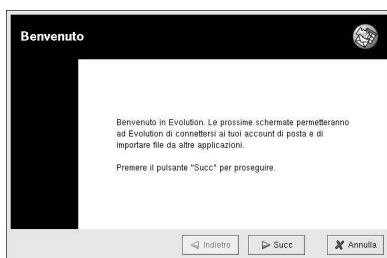 Benvenuto
Benvenuto in Evolution. Le prossime schermate permetteranno
ad Evolution di connettersi ai tuoi account di posta e di
importare file da altre applicazioni.
Premere il pulsante "Succ" per proseguire.
Indietro
Succ
Annulla